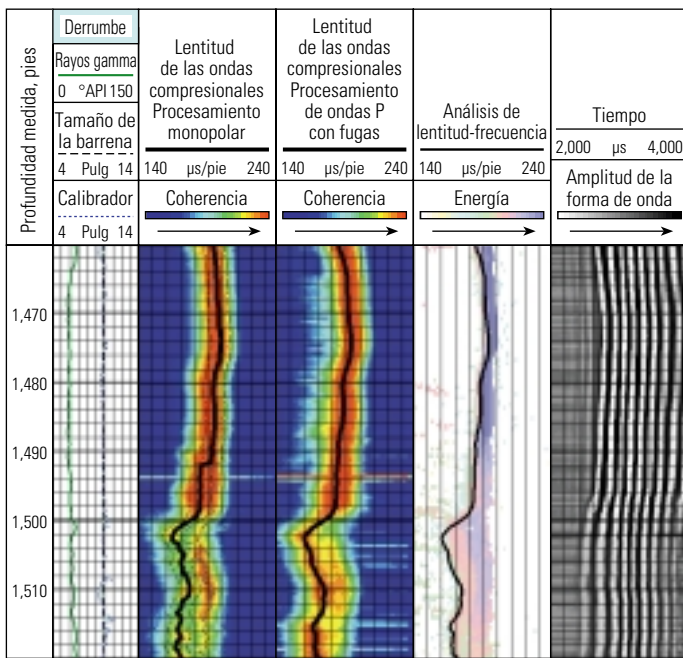 Profundidad medida, pies
Derrumbe
Rayos gamma
0 °API 150
Tamaño de
la barrena
4 Pulg 14
Calibrador
4 Pulg 14
Lentitud
de las ondas
compresionales
Procesamiento
monopolar
140 µs/pie 240
Coherencia
Lentitud
de las ondas
compresionales
Procesamiento
de ondas P
con fugas
140 µs/pie 240
Coherencia
Análisis de
lentitud-frecuencia
140 µs/pie 240
Energía
Tiempo
2,000 µs 4,000
Amplitud de la
forma de onda
1,470
1,480
1,490
1,500
1,510